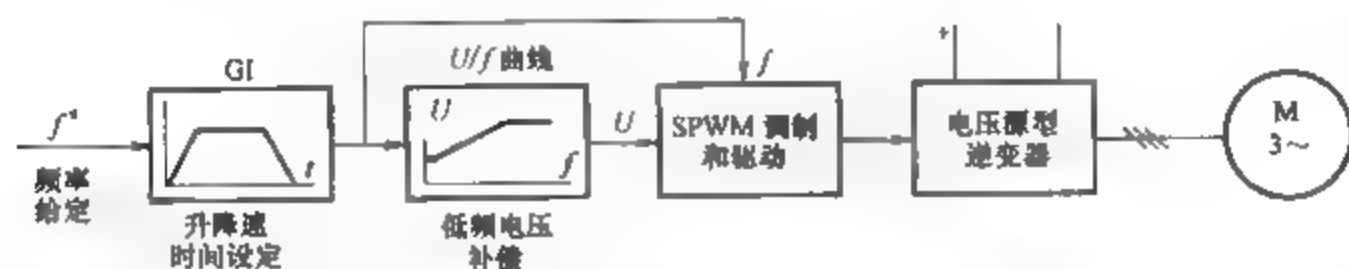 GI
U/f 曲线
f
f*
U
t
U
f
U
SPWM 调制
和驱动
+
电压源型
逆变器
M
3~
频率
给定
升降速
时间设定
低频电压
补偿